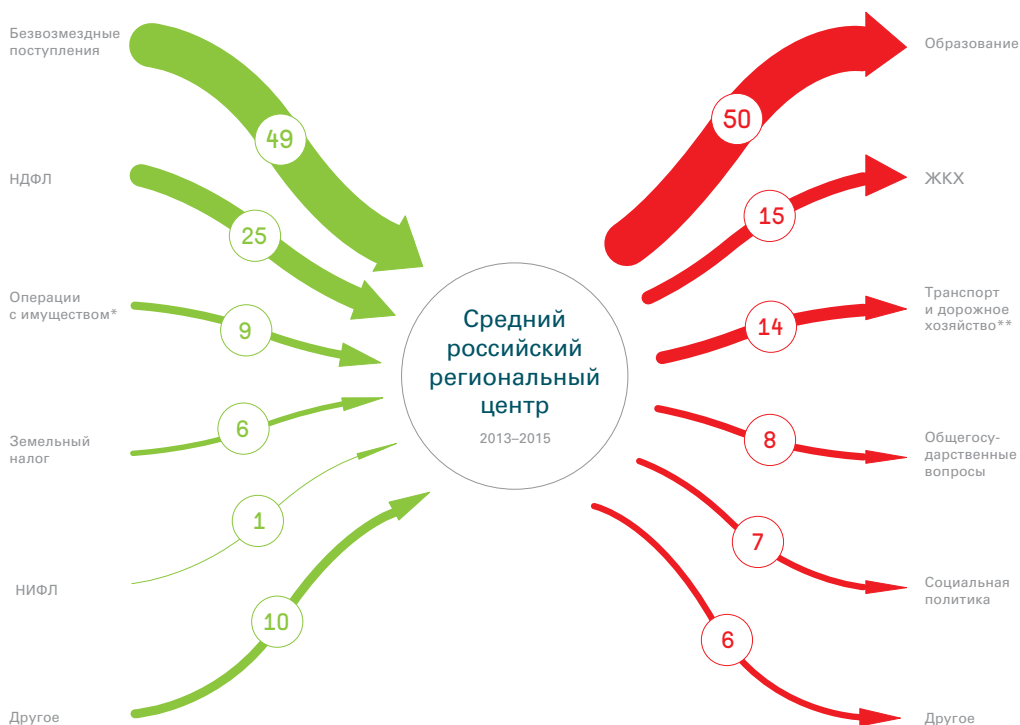 Безвозмездные
поступления
49
НДФЛ
25
Операции
с имуществом*
9
Земельный
налог
6
НИФЛ
1
Другое
10
Средний
российский
региональный
центр
2013–2015
Образование
50
ЖКХ
15
Транспорт
и дорожное
хозяйство**
14
Общегосу-
дарственные
вопросы
8
Социальная
политика
7
Другое
6